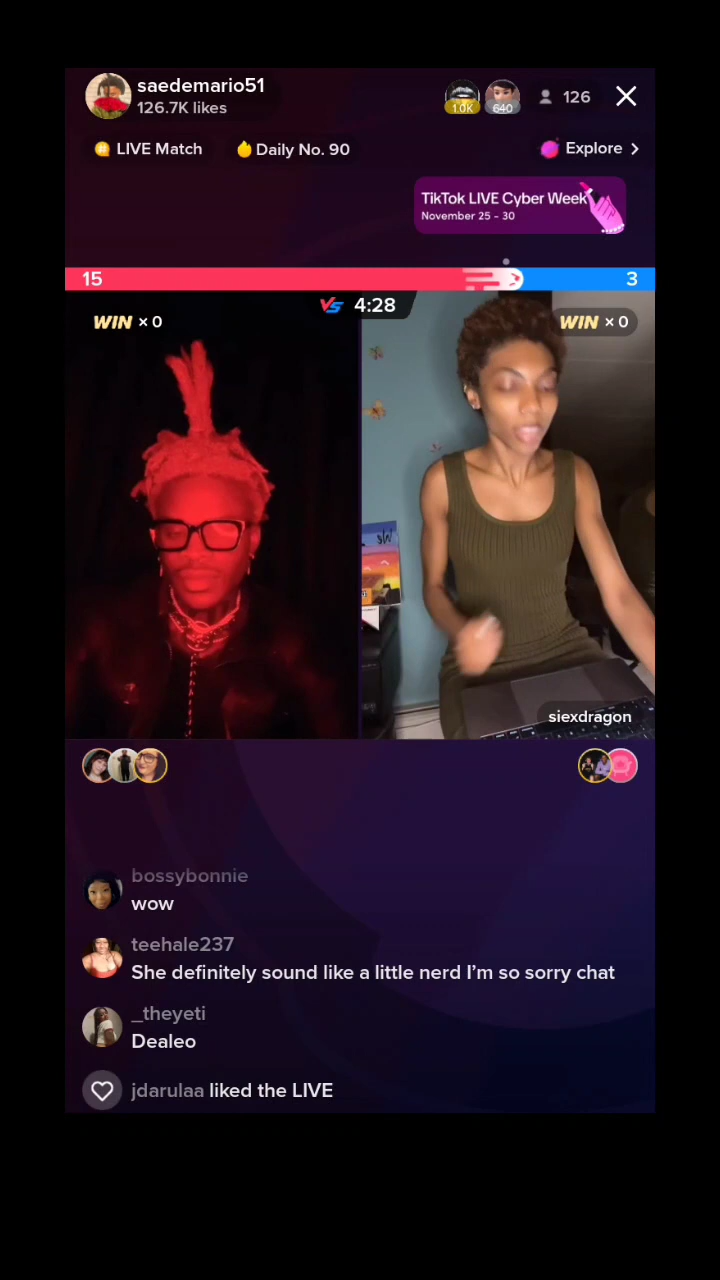 saedemario51
126.7K likes
10K
640
126
LIVE Match
Daily No. 90
Explore
TikTok LIVE Cyber Week
November 25 - 30
15
3
VS 4:28
WIN × 0
WIN × 0
siexdragon
bossybonnie
wow
teehale237
She definitely sound like a little nerd I’m so sorry chat
_theyeti
Dealeo
jdarulaa liked the LIVE